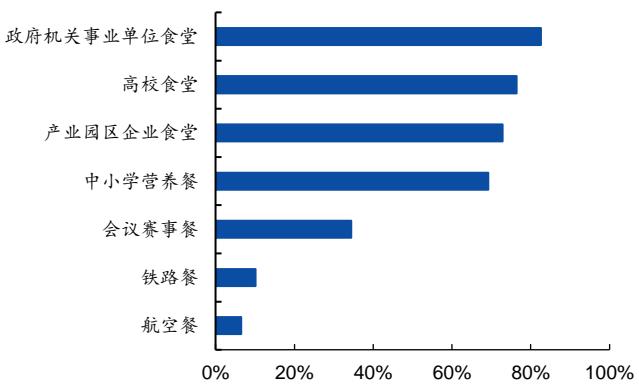 政府机关事业单位食堂
高校食堂
产业园区企业食堂
中小学营养餐
会议赛事餐
铁路餐
航空餐
0% 20% 40% 60% 80% 100%